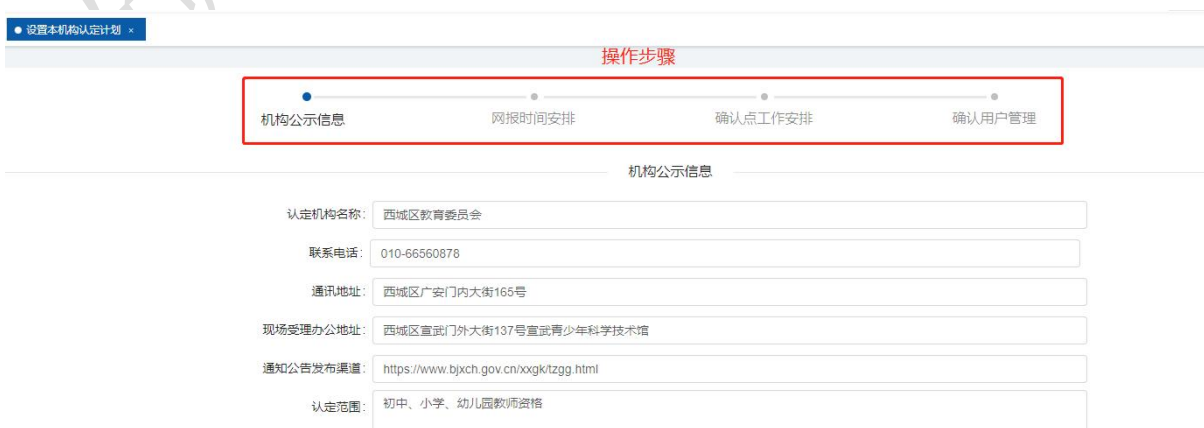 设置本机构认定计划 ×
操作步骤
机构公示信息 网报时间安排 确认点工作安排 确认用户管理
机构公示信息
认定机构名称: 西城区教育委员会
联系电话: 010-66560878
通讯地址: 西城区广安门内大街165号
现场受理办公地址: 西城区宣武门外大街137号宣武青少年科学技术馆
通知公告发布渠道: https://www.bjxch.gov.cn/xxgk/tzgg.html
认定范围: 初中、小学、幼儿园教师资格